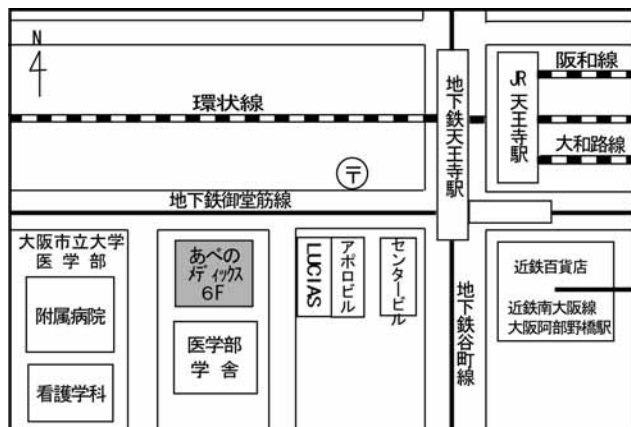 N
環状線
地下鉄天王寺駅
JR天王寺駅
阪和線
大和路線
〒
地下鉄御堂筋線
大阪市立大学
医学部
附属病院
看護学科
あべの
メディックス
6F
医学部
学舎
LUCIAS
アポロビル
センタービル
地下鉄谷町線
近鉄百貨店
近鉄南大阪線
大阪阿部野橋駅